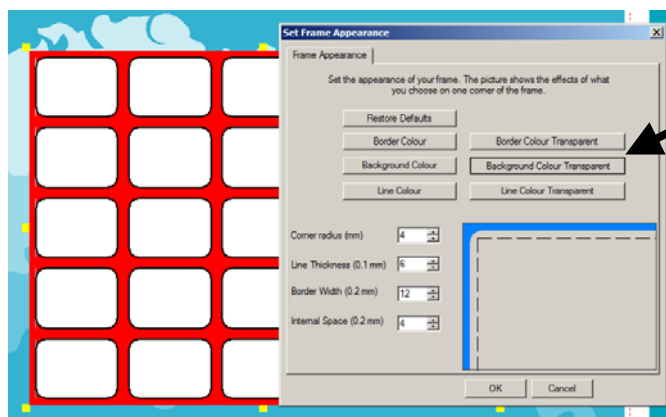 Set Frame Appearance
Frame Appearance
Set the appearance of your frame. The picture shows the effects of what
you choose on one corner of the frame.
Restore Defaults
Border Colour
Border Colour Transparent
Background Colour
Background Colour Transparent
Line Colour
Line Colour Transparent
Corner radius (mm) 4
Line Thickness (0.1 mm) 6
Border Width (0.2 mm) 12
Internal Space (0.2 mm) 4
OK
Cancel